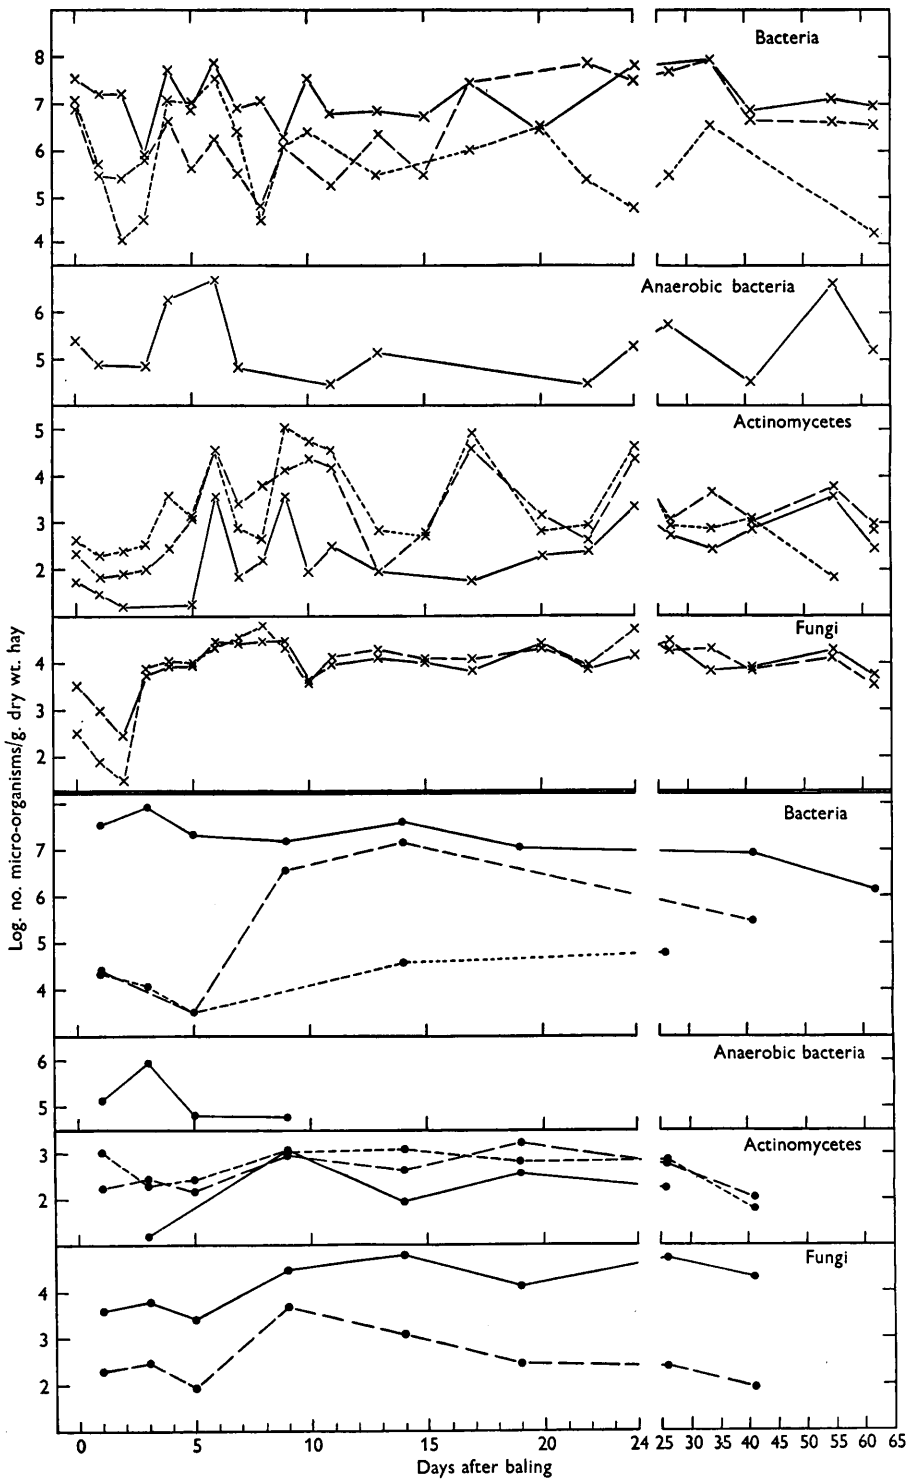 Bacteria
8
7
6
5
4
Anaerobic bacteria
6
5
Actinomycetes
5
4
3
2
Fungi
4
3
2
Log. no. micro-organisms/g. dry wt. hay
Bacteria
7
6
5
4
Anaerobic bacteria
6
5
Actinomycetes
3
2
Fungi
4
3
2
0 5 10 15 20 24 25 30 35 40 45 50 55 60 65
Days after baling